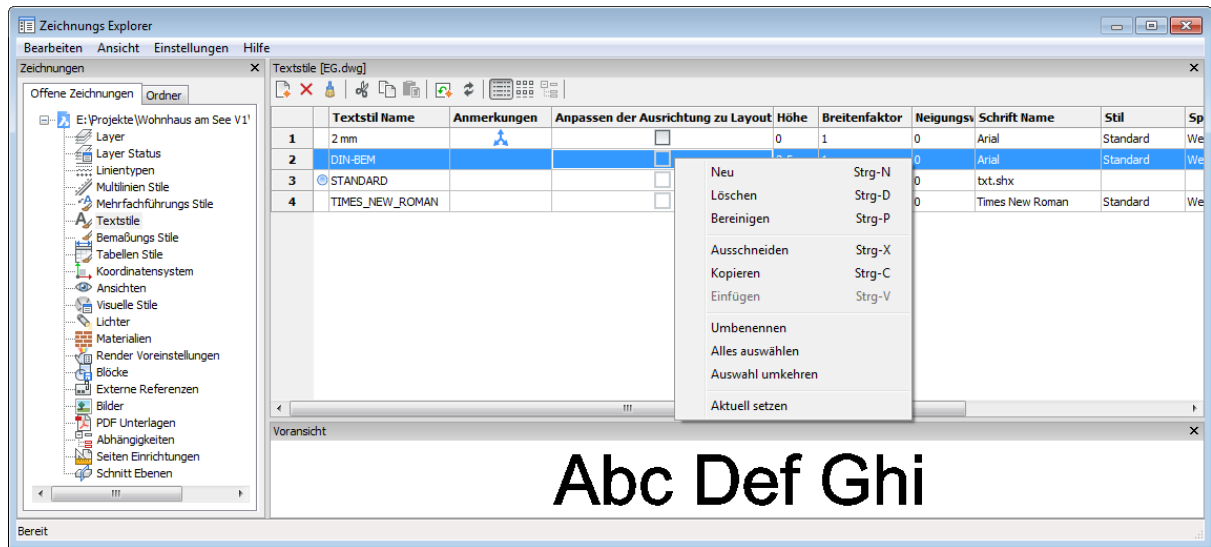 Zeichnungs Explorer
Bearbeiten Ansicht Einstellungen Hilfe
Zeichnungen
Offene Zeichnungen Ordner
E:\Projekte\Wohnhaus am See V1
Layer
Layer Status
Linientypen
Multilinien Stile
Mehrfachführungs Stile
Textstile
Bemaßungs Stile
Tabellen Stile
Koordinatensystem
Ansichten
Visuelle Stile
Lichter
Materialien
Render Voreinstellungen
Blöcke
Externe Referenzen
Bilder
PDF Unterlagen
Abhängigkeiten
Seiten Einrichtungen
Schnitt Ebenen
Textstile [EG.dwg]
Textstil Name Anmerkungen Anpassen der Ausrichtung zu Layout Höhe Breitenfaktor Neigungsv Schrift Name Stil Sp
1 2 mm 0 1 0 Arial Standard We
2 DIN-BEM 0 Arial Standard We
3 STANDARD 0 txt.shx
4 TIMES_NEW_ROMAN 0 Times New Roman Standard We
Neu Strg-N
Löschen Strg-D
Bereinigen Strg-P
Ausschneiden Strg-X
Kopieren Strg-C
Einfügen Strg-V
Umbenennen
Alles auswählen
Auswahl umkehren
Aktuell setzen
Voransicht
Abc Def Ghi
Bereit